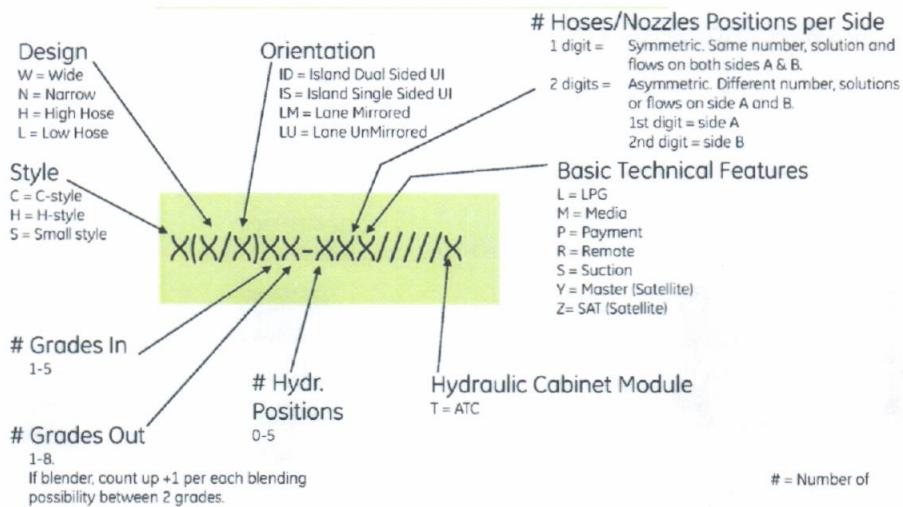 # Hoses/Nozzles Positions per Side
1 digit = Symmetric. Same number, solution and
flows on both sides A & B.
2 digits = Asymmetric. Different number, solutions
or flows on side A and B.
1st digit = side A
2nd digit = side B
Design
W = Wide
N = Narrow
H = High Hose
L = Low Hose
Orientation
ID = Island Dual Sided UI
IS = Island Single Sided UI
LM = Lane Mirrored
LU = Lane UnMirrored
Basic Technical Features
L = LPG
M = Media
P = Payment
R = Remote
S = Suction
Y = Master (Satellite)
Z= SAT (Satellite)
Style
C = C-style
H = H-style
S = Small style
X(X/X)XX-XXX/////X
# Grades In
1-5
# Hydr.
Positions
0-5
Hydraulic Cabinet Module
T = ATC
# Grades Out
1-8.
If blender, count up +1 per each blending
possibility between 2 grades.
# = Number of